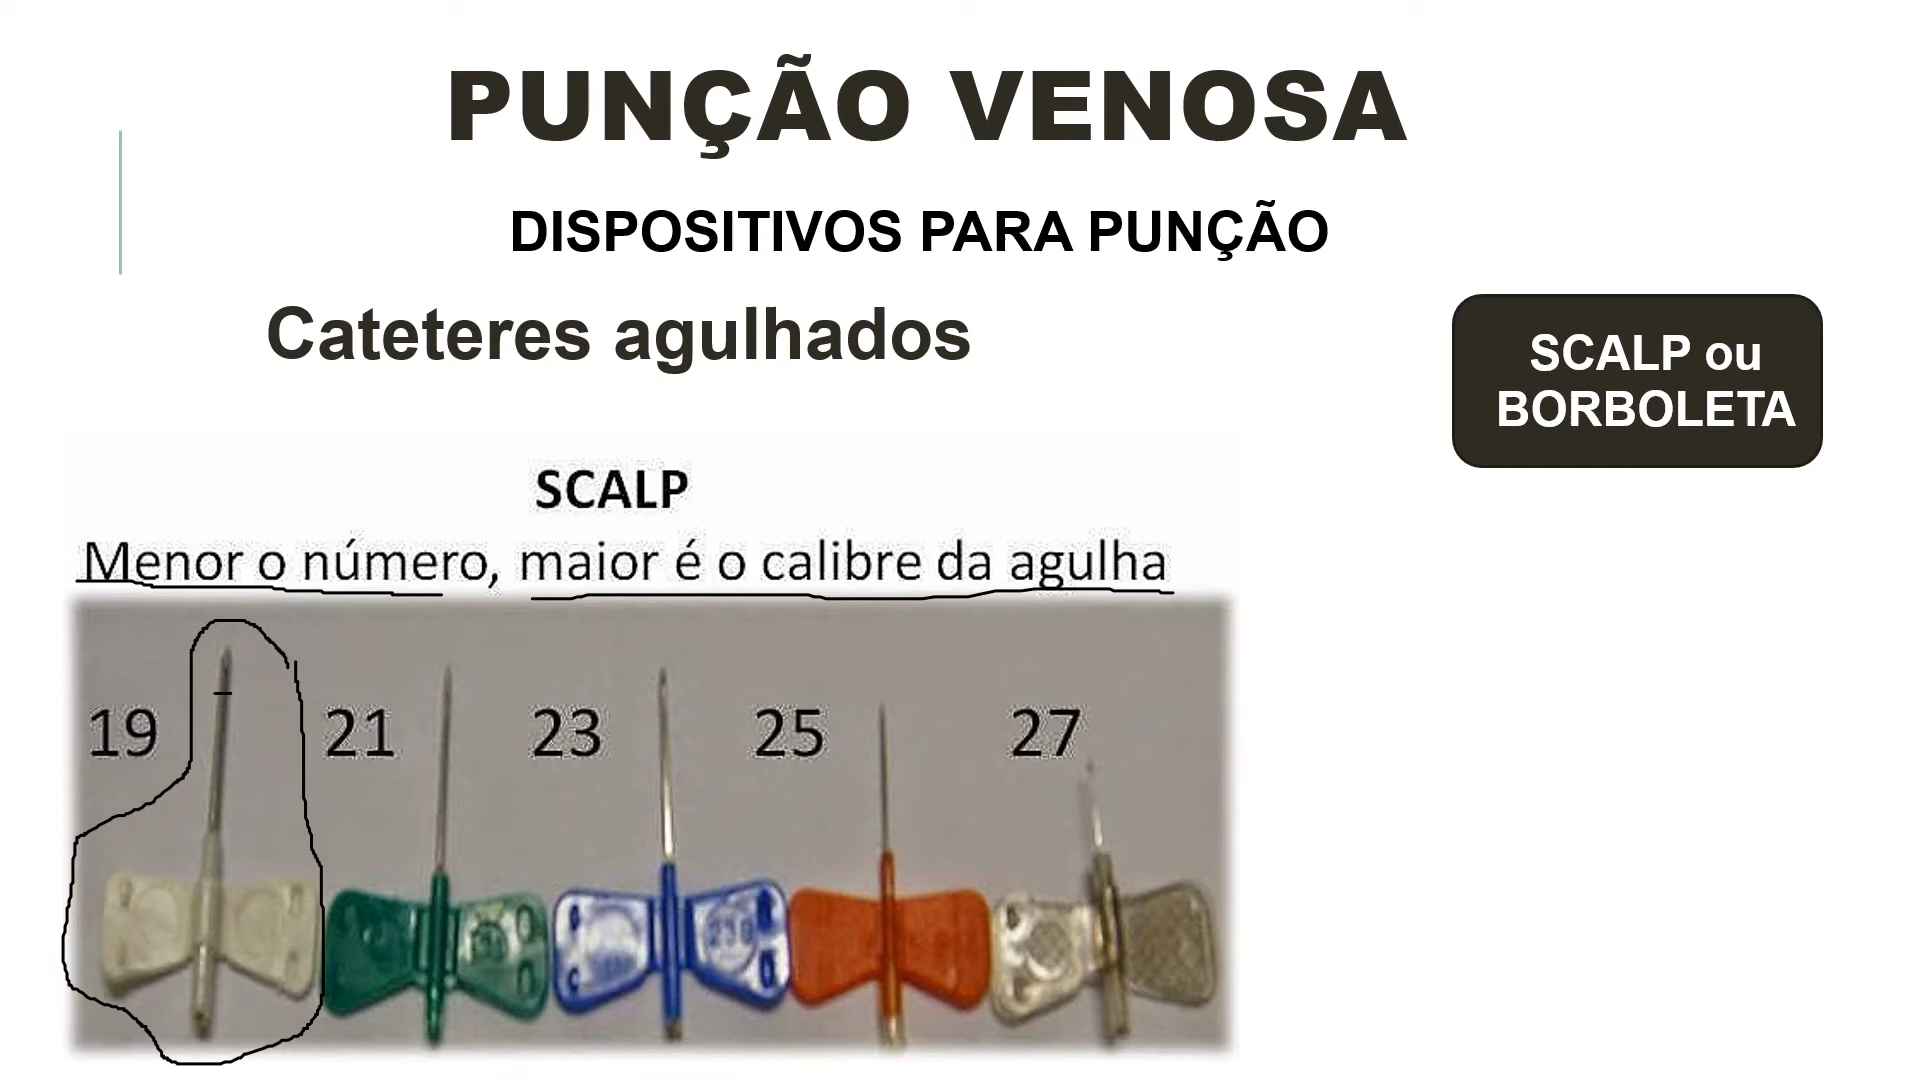 PUNÇÃO VENOSA
DISPOSITIVOS PARA PUNÇÃO
Cateteres agulhados
SCALP ou
BORBOLETA
SCALP
Menor o número, maior é o calibre da agulha
19 21 23 25 27